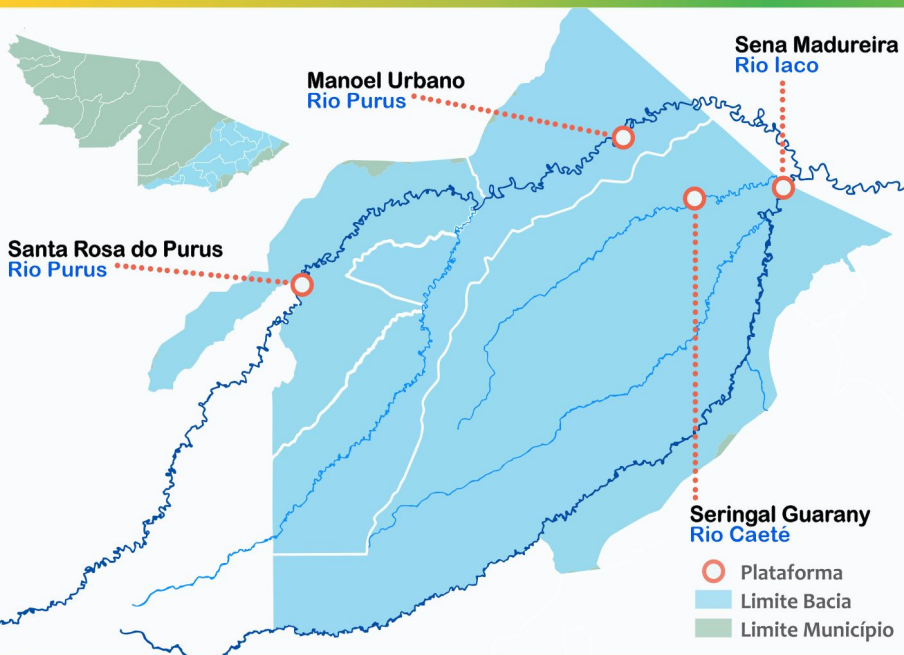 Sena Madureira
Rio Iaco
Manoel Urbano
Rio Purus
Santa Rosa do Purus
Rio Purus
Seringal Guarany
Rio Caeté
Plataforma
Limite Bacia
Limite Município